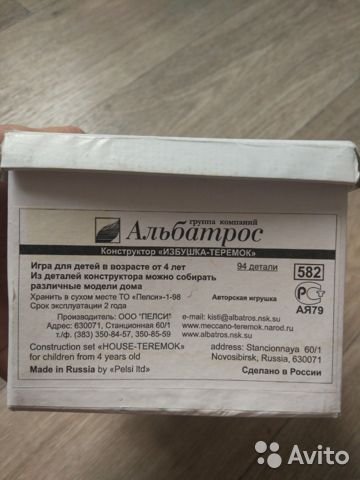 группа компаний
Альбатрос
Конструктор «ИЗБУШКА-ТЕРЕМОК»
Игра для детей в возрасте от 4 лет
94 детали
Из деталей конструктора можно собирать
различные модели дома
582
Хранить в сухом месте ТО «Пелси»-1-98
Авторская игрушка
Срок эксплуатации 2 года
АЯ79
Производитель: ООО "ПЕЛСИ"
e-mail: kisti@albatros.nsk.su
Адрес: 630071, Станционная 60/1
www.meccano-teremok.narod.ru
т./ф. (383) 350-84-57, 350-85-59
www.albatros.nsk.su
Construction set «HOUSE-TEREMOK»
address: Stancionnaya 60/1
for children from 4 years old
Novosibirsk, Russia, 630071
Made in Russia by «Pelsi ltd»
Сделано в России
Avito